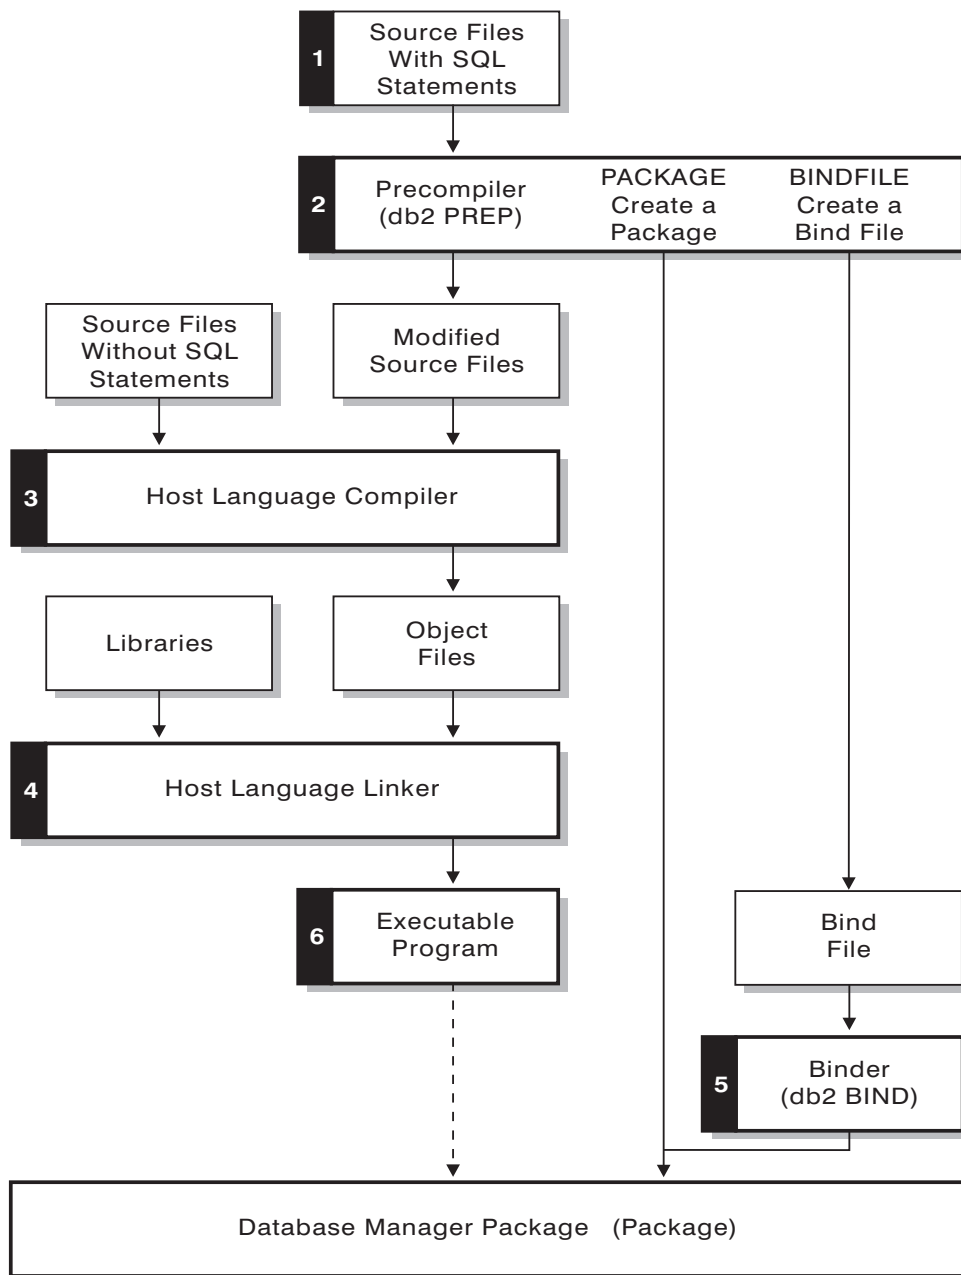 1
Source Files
With SQL
Statements
2
Precompiler
(db2 PREP)
PACKAGE
Create a
Package
BINDFILE
Create a
Bind File
Source Files
Without SQL
Statements
Modified
Source Files
3
Host Language Compiler
Libraries
Object
Files
4
Host Language Linker
6
Executable
Program
Bind
File
5
Binder
(db2 BIND)
Database Manager Package (Package)